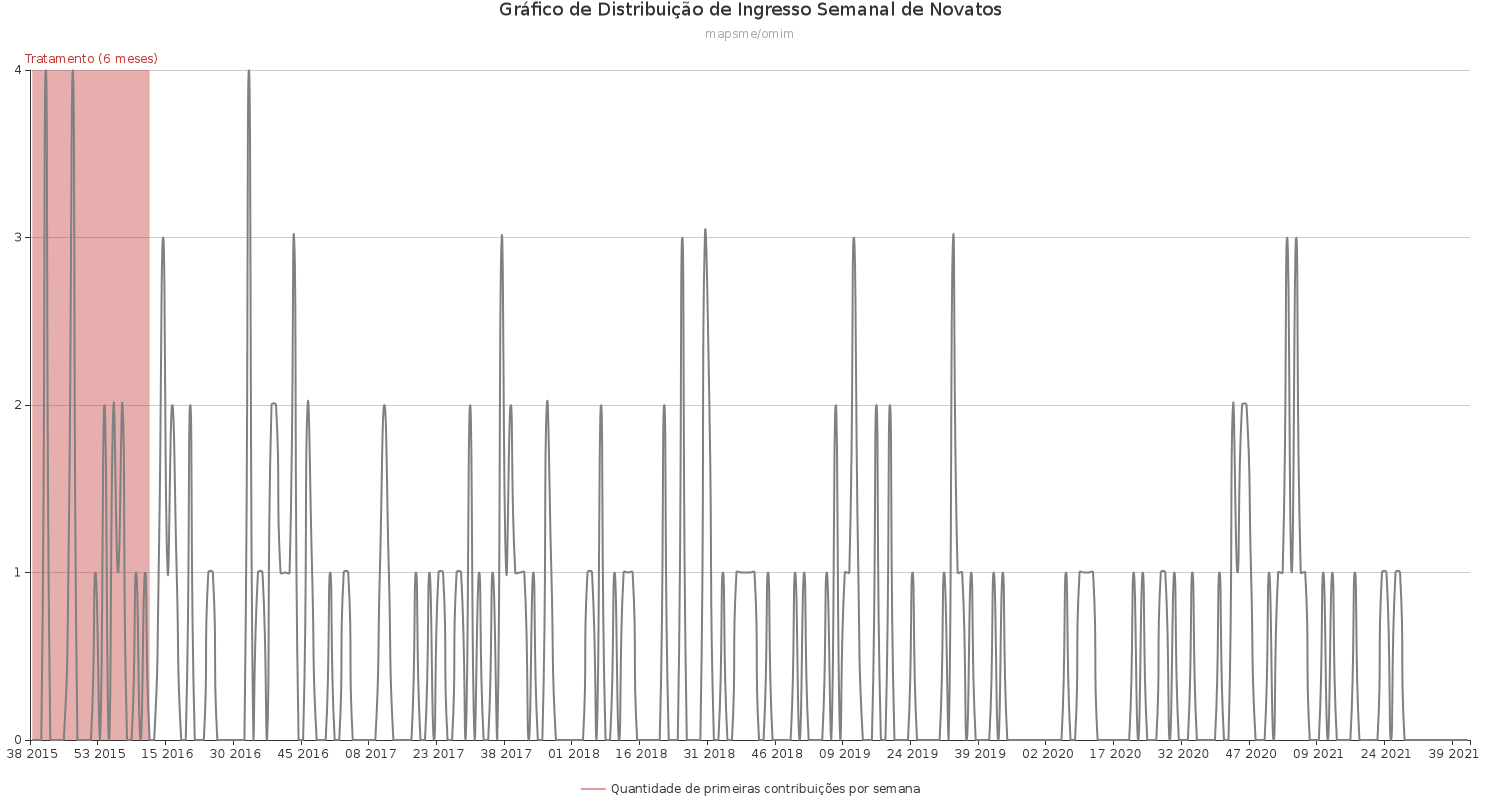 Gráfico de Distribuição de Ingresso Semanal de Novatos
mapsme/omim
Tratamento (6 meses)
4
3
2
1
0
38 2015 53 2015 15 2016 30 2016 45 2016 08 2017 23 2017 38 2017 01 2018 16 2018 31 2018 46 2018 09 2019 24 2019 39 2019 02 2020 17 2020 32 2020 47 2020 09 2021 24 2021 39 2021
Quantidade de primeiras contribuições por semana